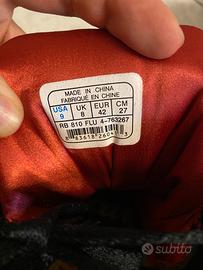 MADE IN CHINA
FABRIQUÉ EN CHINE
USA UK EUR CM
9 8 42 27
RB 810 FLU 4-763267
subito